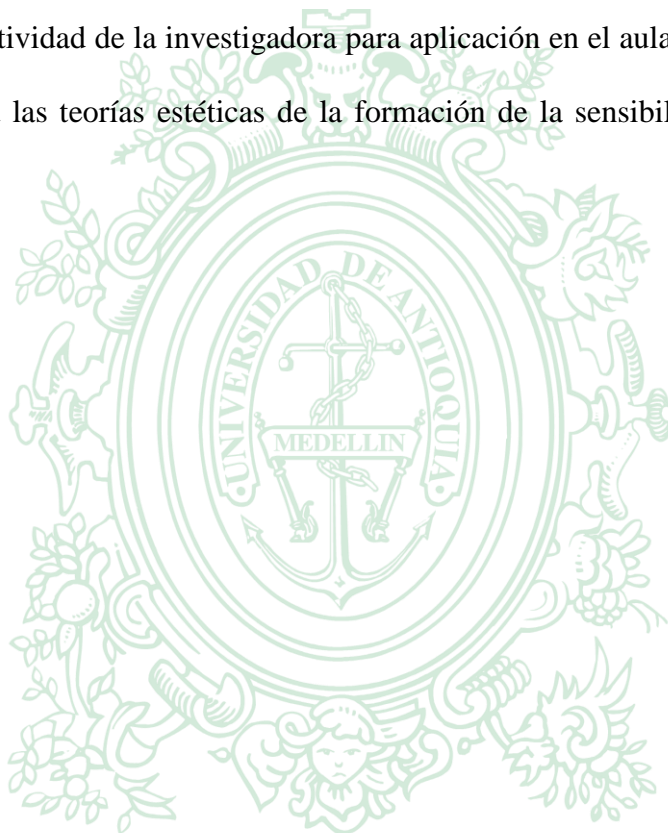 tividad de la investigadora para aplicación en el aula
las teorías estéticas de la formación de la sensibil
UNIVERSIDAD DE ANTIOQUIA
MEDELLIN